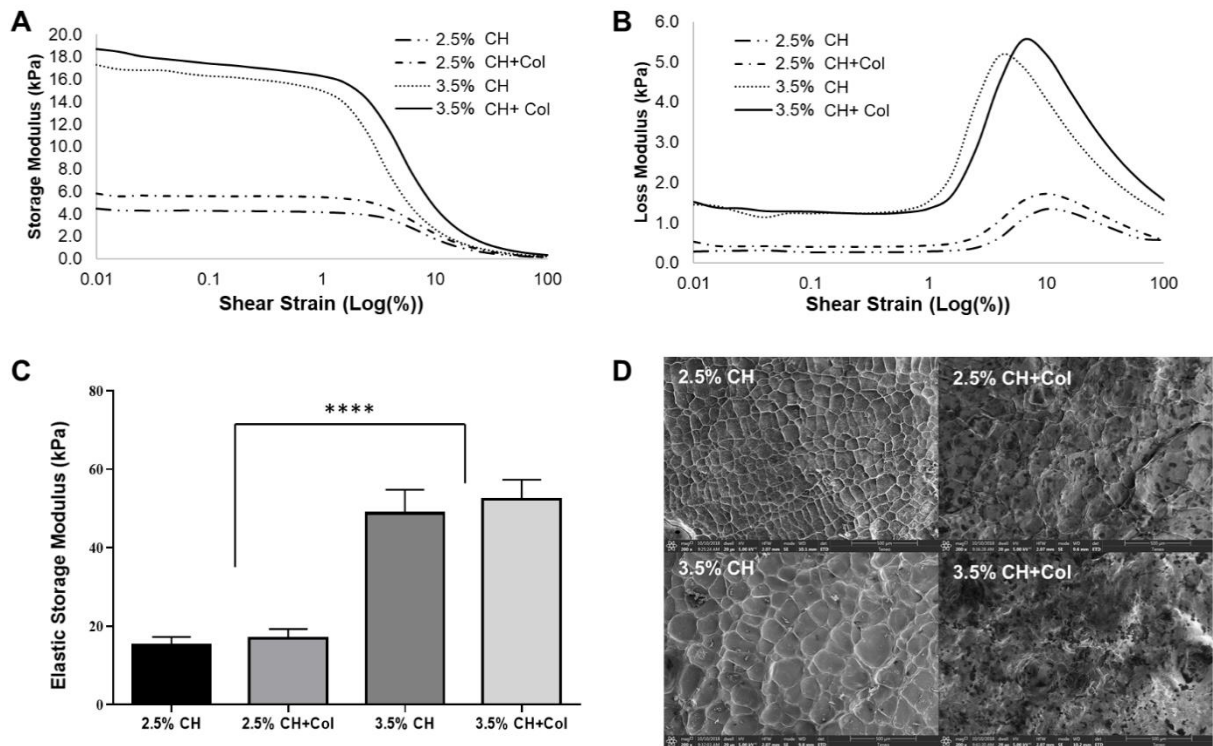 A
Storage Modulus (kPa)
20.0
18.0
16.0
14.0
12.0
10.0
8.0
6.0
4.0
2.0
0.0
0.01 0.1 1 10 100
Shear Strain (Log(%))
2.5% CH
2.5% CH+Col
3.5% CH
3.5% CH+ Col
B
Loss Modulus (kPa)
6.0
5.0
4.0
3.0
2.0
1.0
0.0
0.01 0.1 1 10 100
Shear Strain (Log(%))
2.5% CH
2.5% CH+Col
3.5% CH
3.5% CH+ Col
C
Elastic Storage Modulus (kPa)
80
60
40
20
0
****
2.5% CH 2.5% CH+Col 3.5% CH 3.5% CH+Col
D
2.5% CH
2.5% CH+Col
3.5% CH
3.5% CH+Col